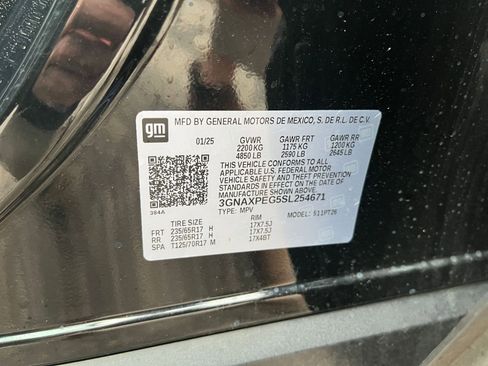 gm
MFD BY GENERAL MOTORS DE MEXICO, S. DE R.L. DE C.V.
01/25 GVWR GAWR FRT GAWR RR
2200 KG 1175 KG 1200 KG
4850 LB 2590 LB 2645 LB
THIS VEHICLE CONFORMS TO ALL
APPLICABLE U.S. FEDERAL MOTOR
VEHICLE SAFETY AND THEFT PREVENTION
STANDARDS IN EFFECT ON THE DATE OF
MANUFACTURE SHOWN ABOVE.
3GNAXPEG5SL254671
384A TYPE: MPV 511PT26
TIRE SIZE RIM
FRT 235/65R17 H 17X7.5J
RR 235/65R17 H 17X7.5J
SPA T125/70R17 M 17X4BT